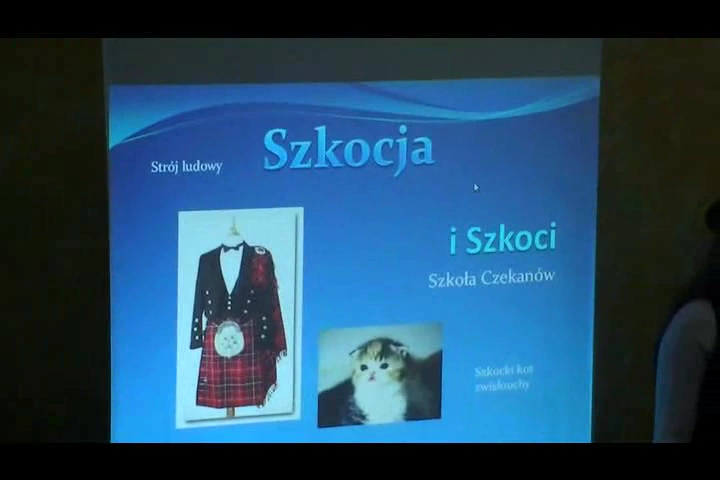 Szkocja
Strój ludowy
i Szkoci
Szkoła Czekanów
Szkocki kot
zwisłouchy